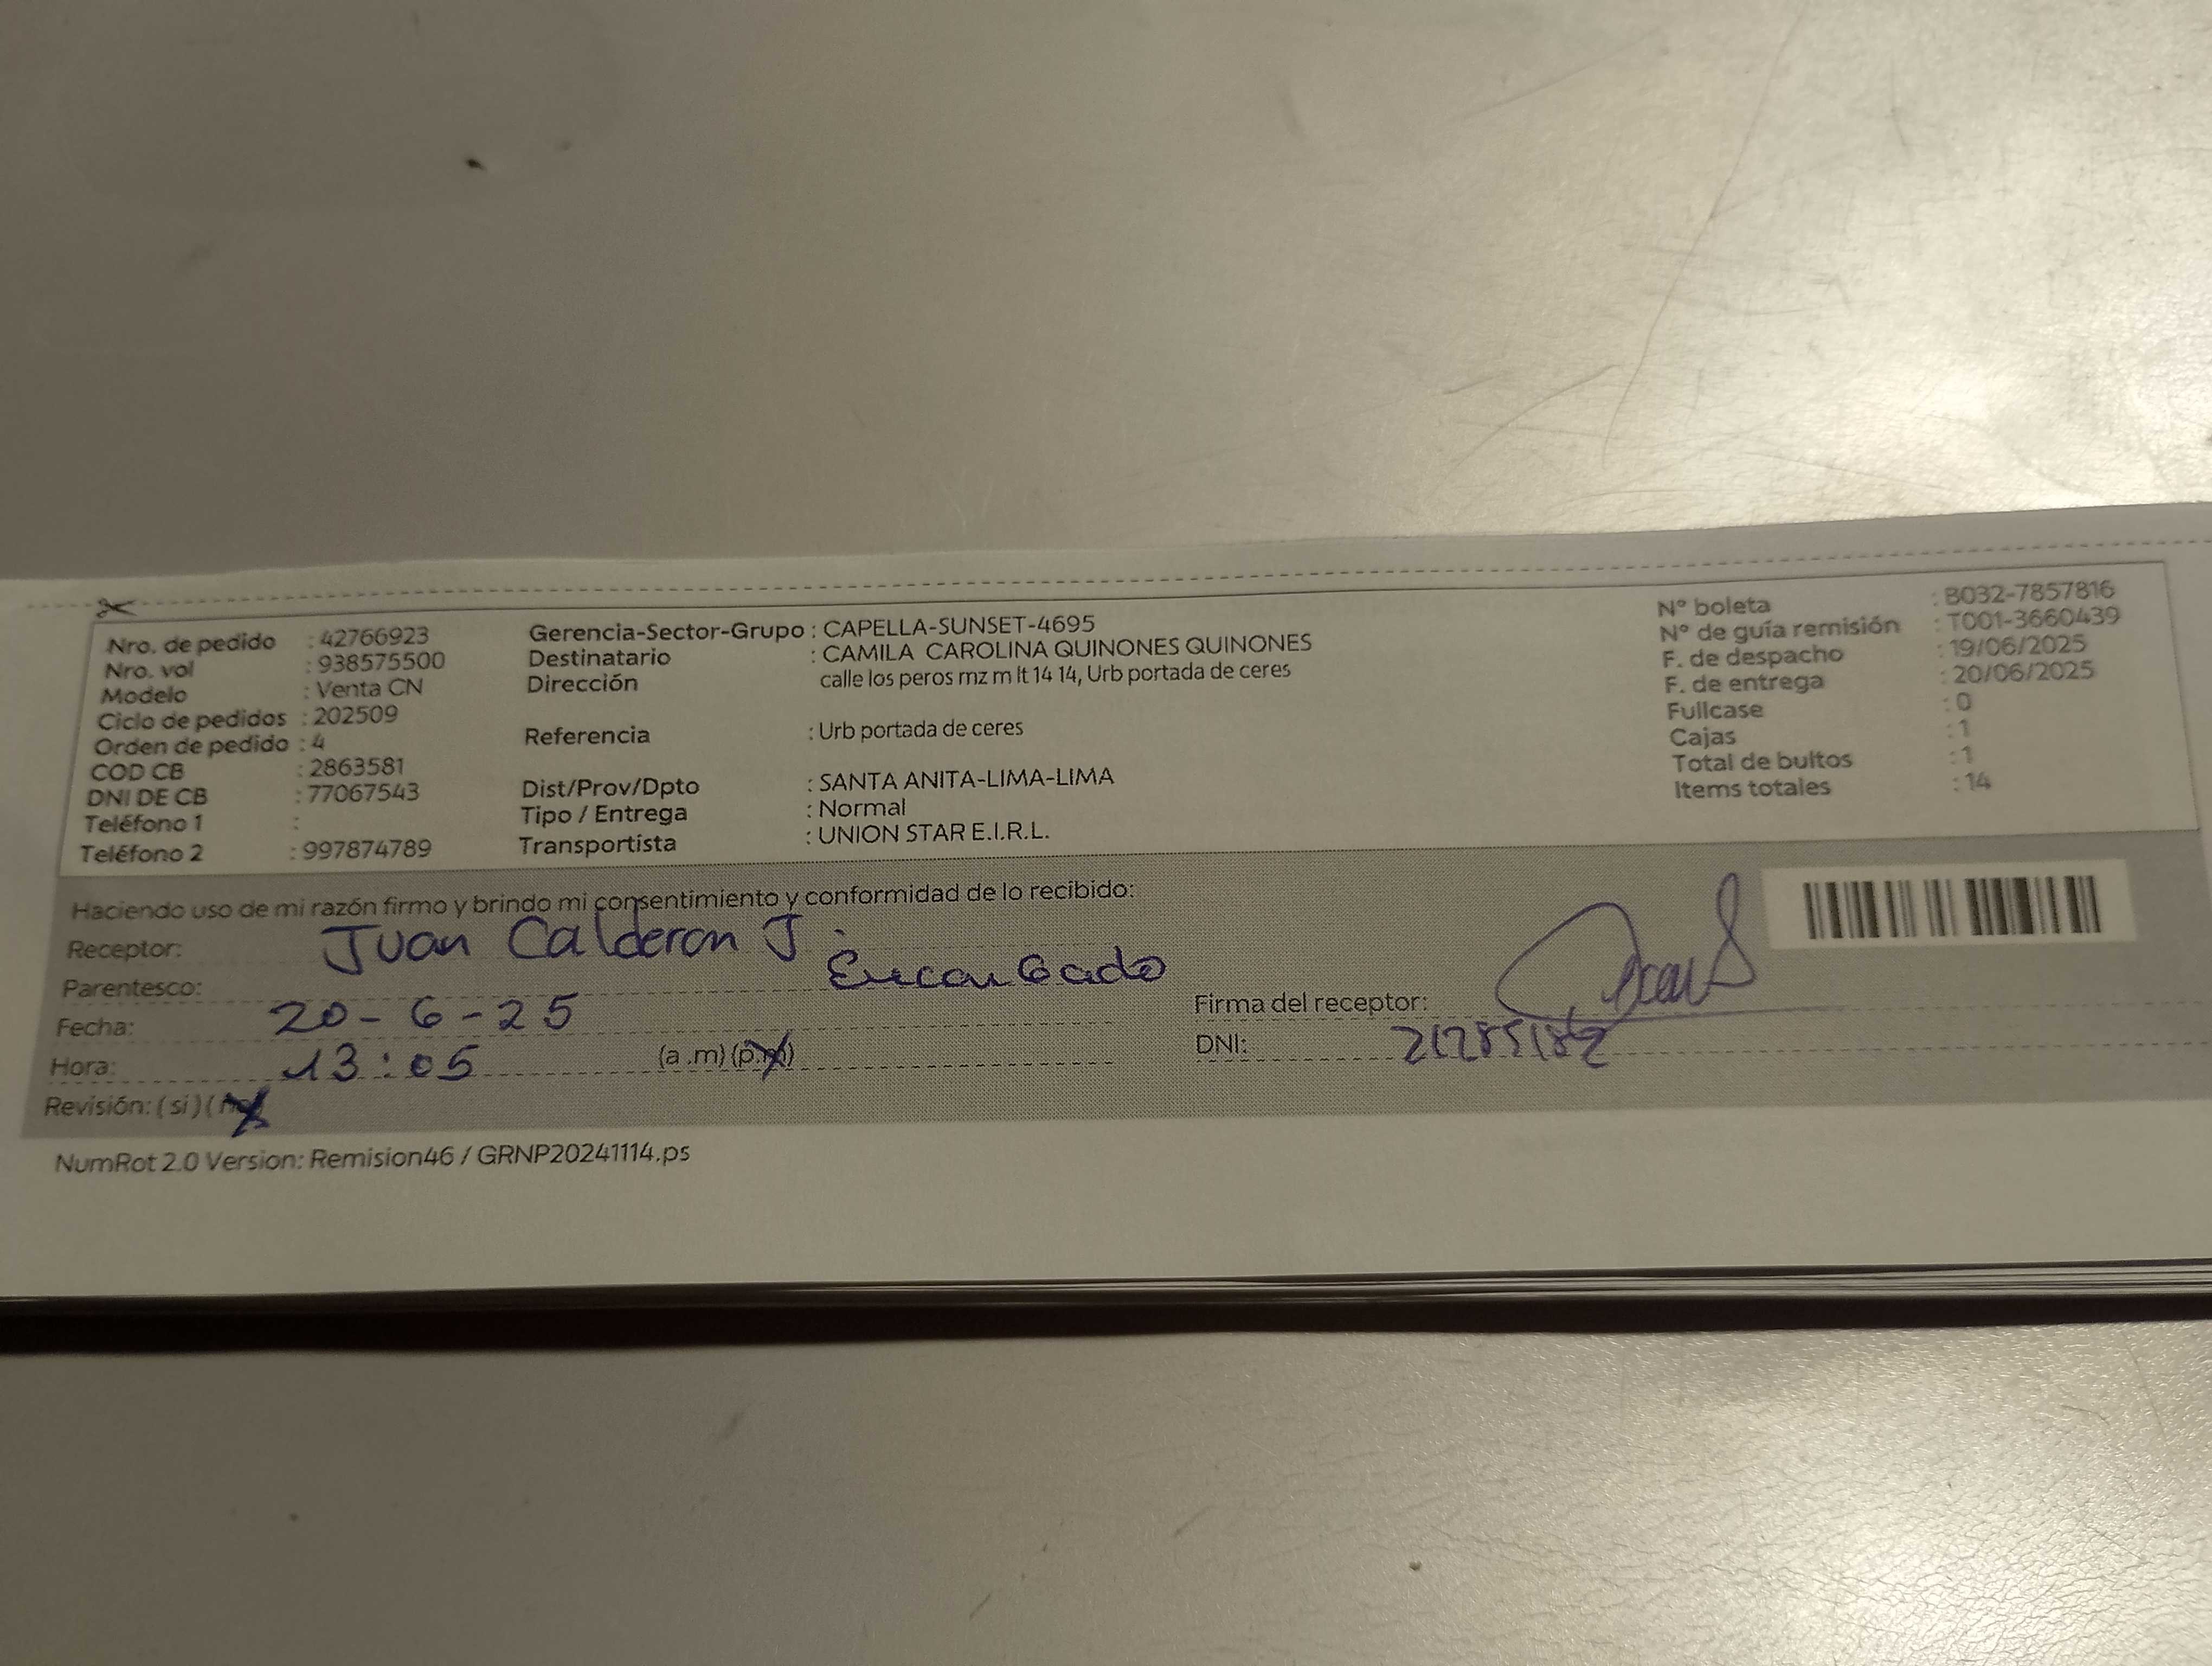 Nro. de pedido : 42766923
Nro. vol : 938575500
Modelo : Venta CN
Ciclo de pedidos : 202509
Orden de pedido : 4
COD CB : 2863581
DNI DE CB : 77067543
Teléfono 1 :
Teléfono 2 : 997874789
Gerencia-Sector-Grupo : CAPELLA-SUNSET-4695
Destinatario : CAMILA CAROLINA QUINONES QUINONES
Dirección calle los peros mz m lt 14 14, Urb portada de ceres
Referencia : Urb portada de ceres
Dist/Prov/Dpto : SANTA ANITA-LIMA-LIMA
Tipo / Entrega : Normal
Transportista : UNION STAR E.I.R.L.
N° boleta : B032-7857816
N° de guía remisión : T001-3660439
F. de despacho : 19/06/2025
F. de entrega : 20/06/2025
Fullcase : 0
Cajas : 1
Total de bultos : 1
Items totales : 14
Haciendo uso de mi razón firmo y brindo mi consentimiento y conformidad de lo recibido:
Receptor: Juan Calderon J.
Parentesco: Encargado
Fecha: 20-6-25
Hora: 13:05 (a.m) (p.m)
Revisión: (si) (no)
Firma del receptor:
DNI:
NumRot 2.0 Version: Remision46 / GRNP20241114.ps